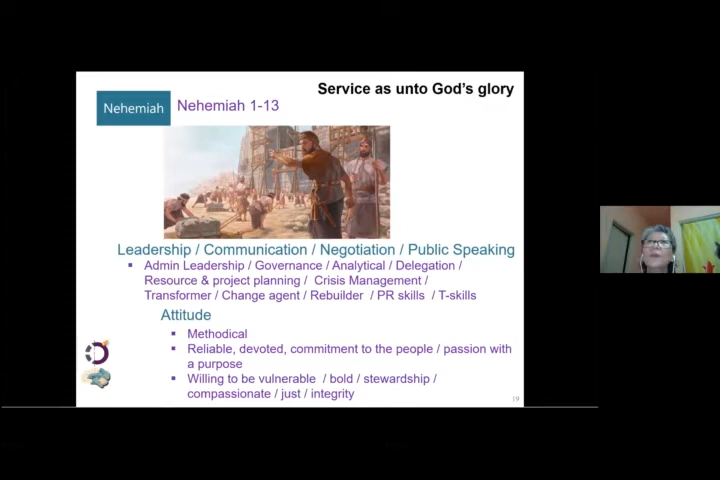 Service as unto God's glory
Nehemiah
Nehemiah 1-13
Leadership / Communication / Negotiation / Public Speaking
▪ Admin Leadership / Governance / Analytical / Delegation /
Resource & project planning / Crisis Management /
Transformer / Change agent / Rebuilder / PR skills / T-skills
Attitude
▪ Methodical
▪ Reliable, devoted, commitment to the people / passion with
a purpose
▪ Willing to be vulnerable / bold / stewardship /
compassionate / just / integrity
19